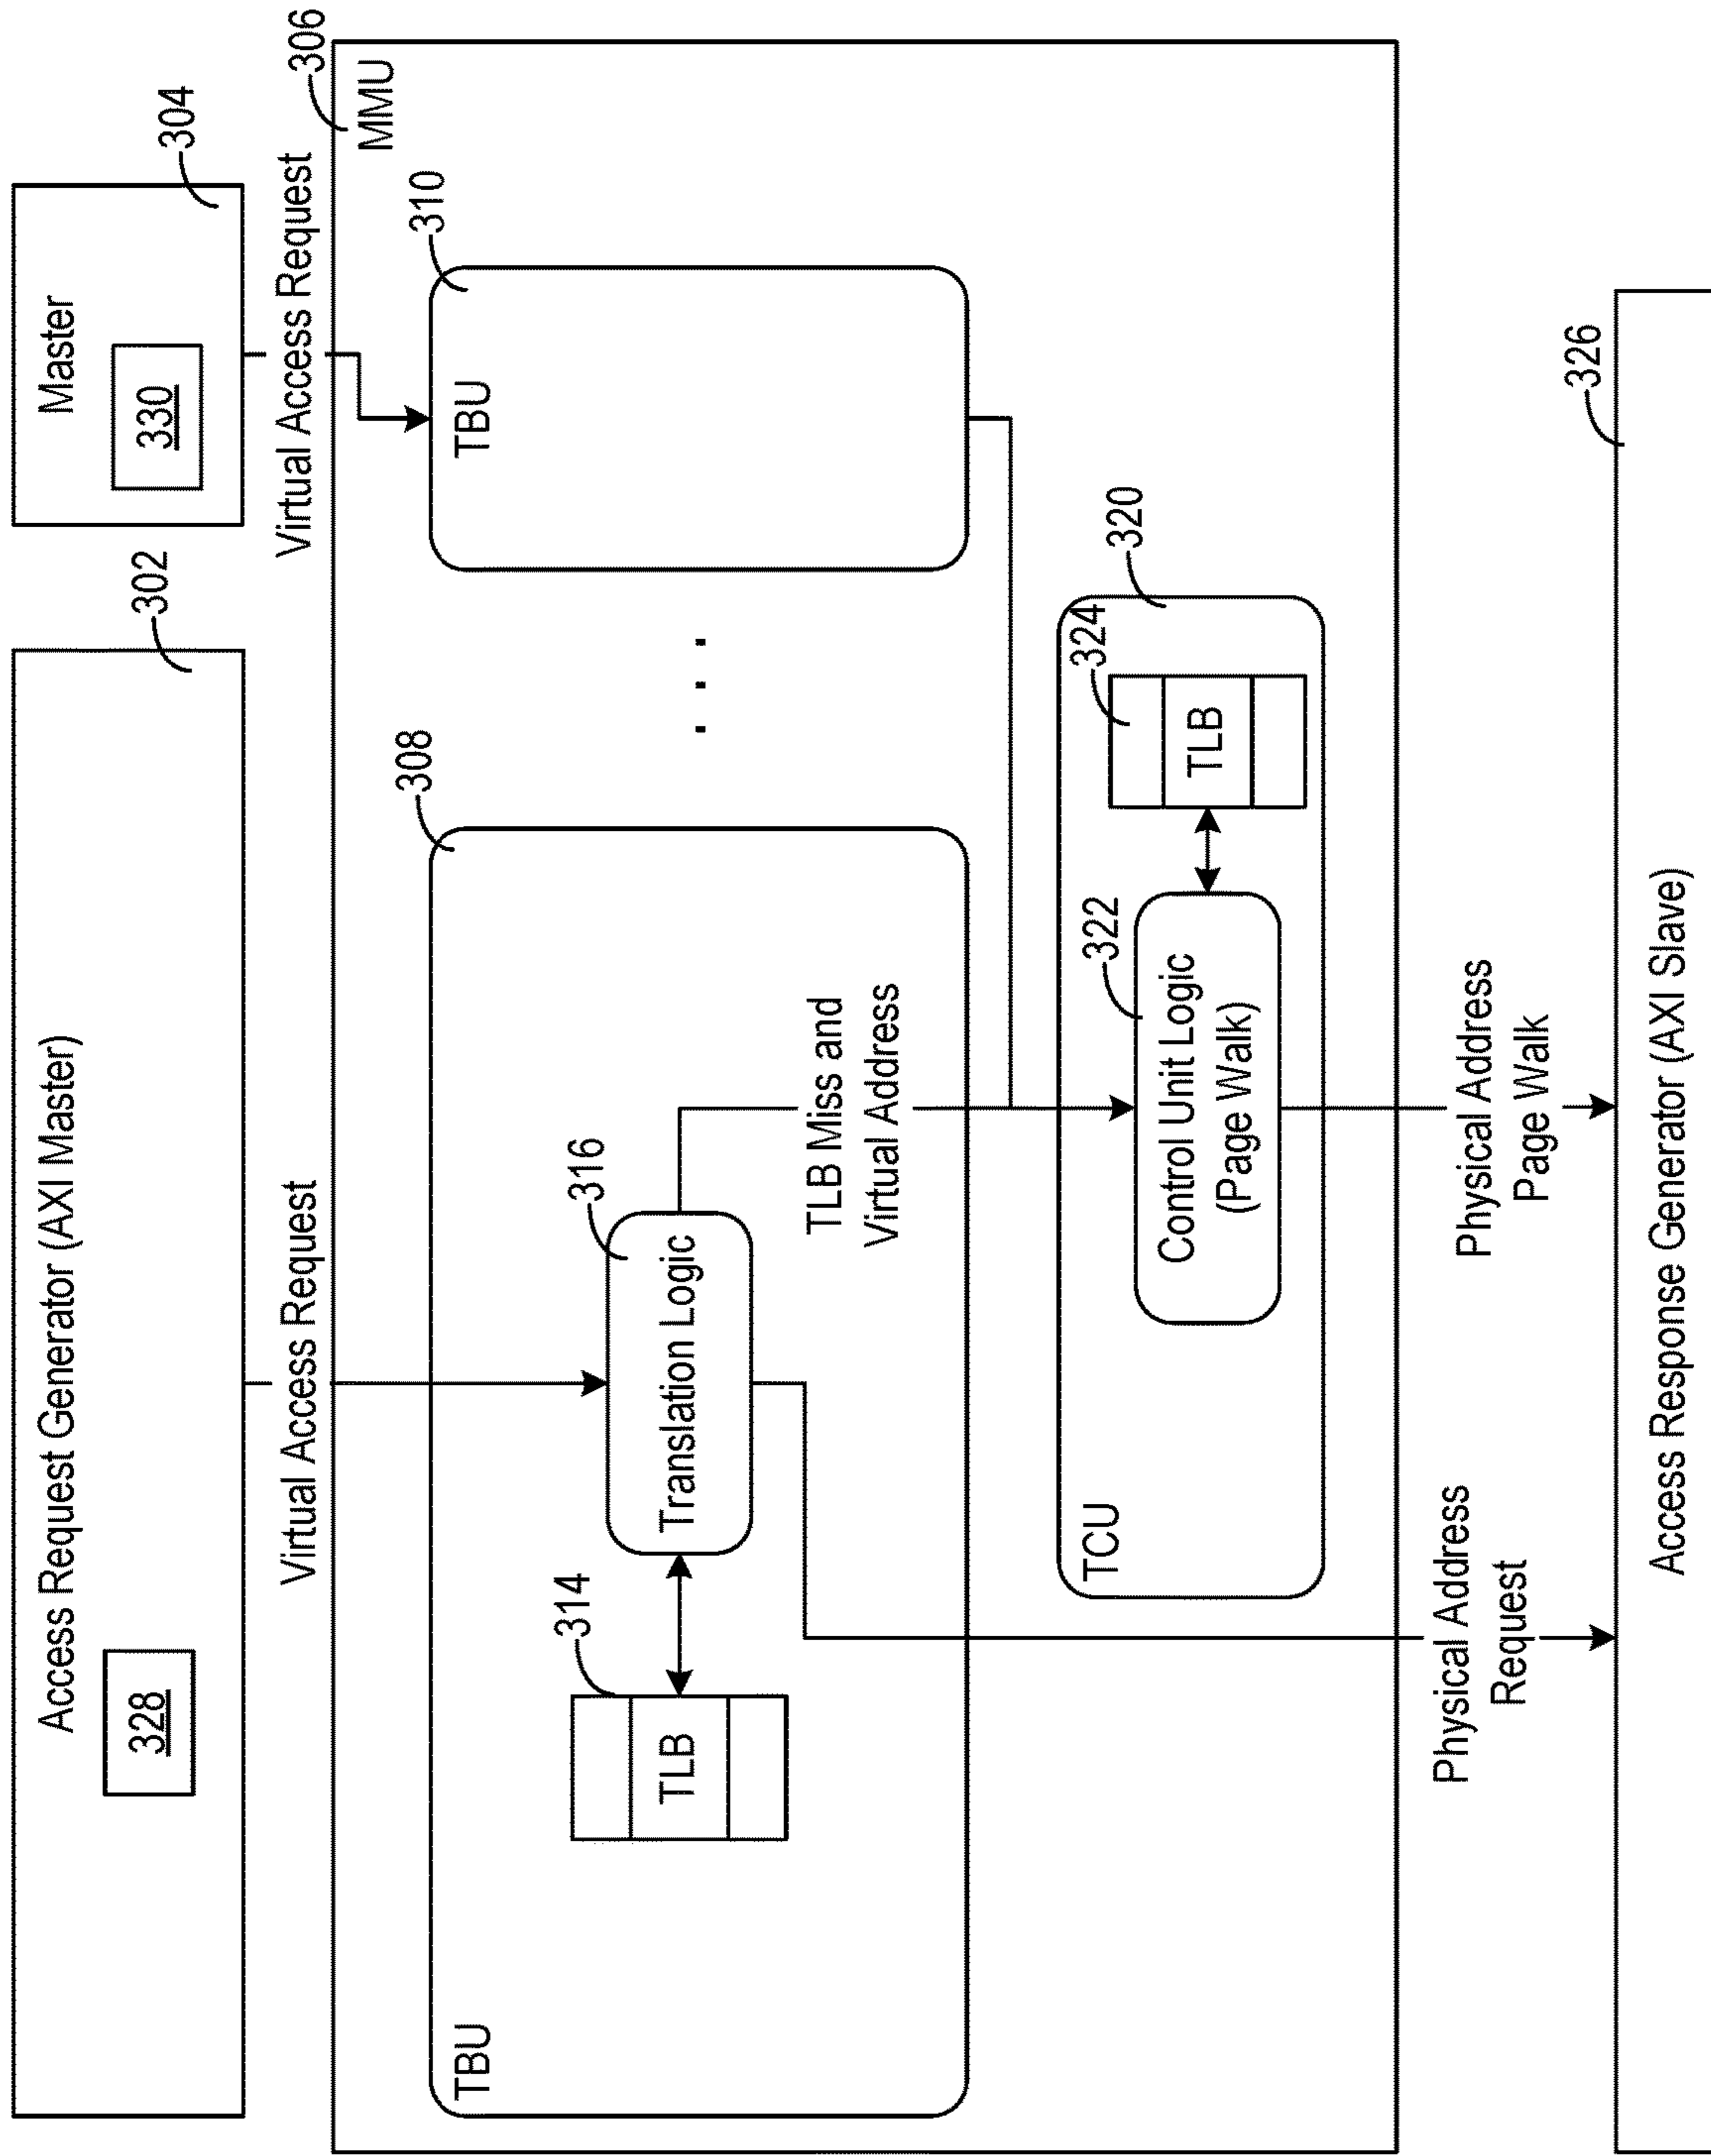 Access Request Generator (AXI Master)
328
302
Master
330
304
Virtual Access Request
Virtual Access Request
306
MMU
TBU
308
314
TLB
316
Translation Logic
TLB Miss and
Virtual Address
. . .
310
TBU
TCU
320
322
Control Unit Logic
(Page Walk)
324
TLB
Physical Address
Request
Physical Address
Page Walk
326
Access Response Generator (AXI Slave)